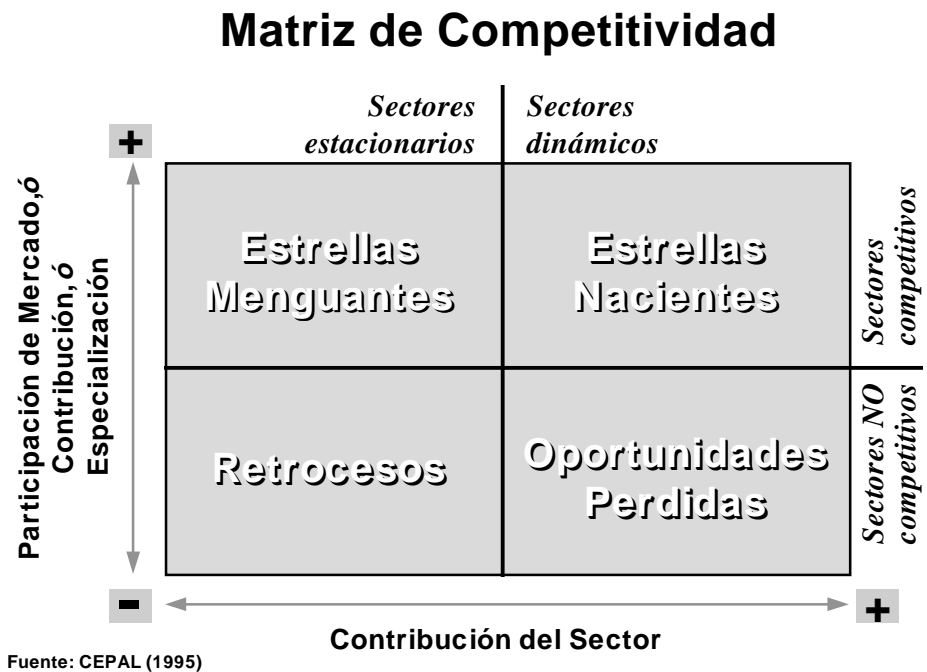 Matriz de Competitividad
Sectores
estacionarios
Sectores
dinámicos
+
Participación de Mercado,ó
Contribución,ó
Especialización
Estrellas
Menguantes
Estrellas
Nacientes
Sectores
competitivos
Retrocesos
Oportunidades
Perdidas
Sectores NO
competitivos
-
+
Contribución del Sector
Fuente: CEPAL (1995)